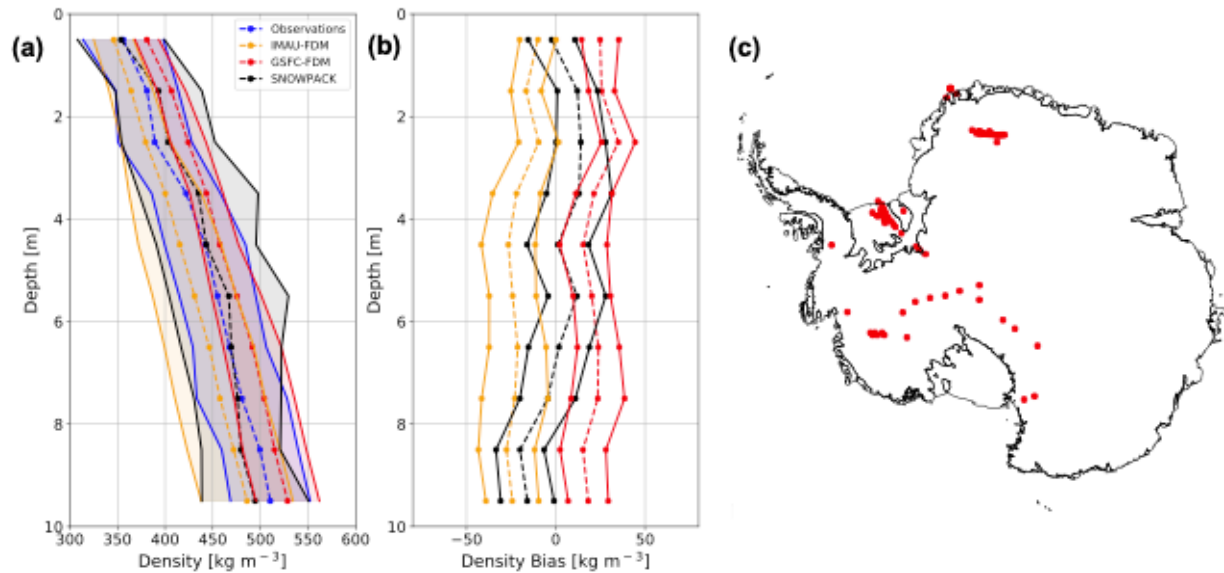 (a)
0
2
4
6
8
10
Depth [m]
300 350 400 450 500 550 600
Density [kg m⁻³]
Observations
IMAU-FDM
GSFC-FDM
SNOWPACK
(b)
0
2
4
6
8
10
Depth [m]
−50 0 50
Density Bias [kg m⁻³]
(c)